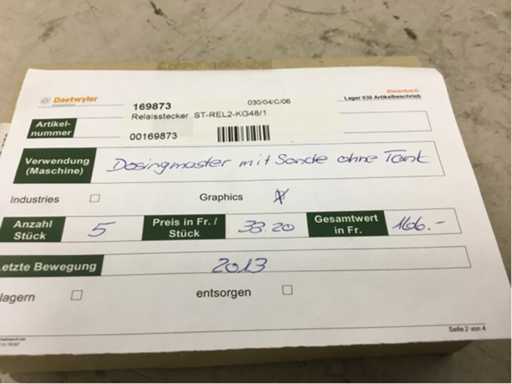 Daetwyler
169873
030/04/C/06
Lager 030 Artikelbeschrieb
Relaisstecker ST-REL2-KG48/1
Artikel-
nummer
00169873
Verwendung
(Maschine)
Dosingmaster mit Sonde ohne Tank
Industries
Graphics
X
Anzahl
Stück
5
Preis in Fr. /
Stück
33 20
Gesamtwert
in Fr.
166.-
Letzte Bewegung
2013
lagern
entsorgen
Seite 2 von 4